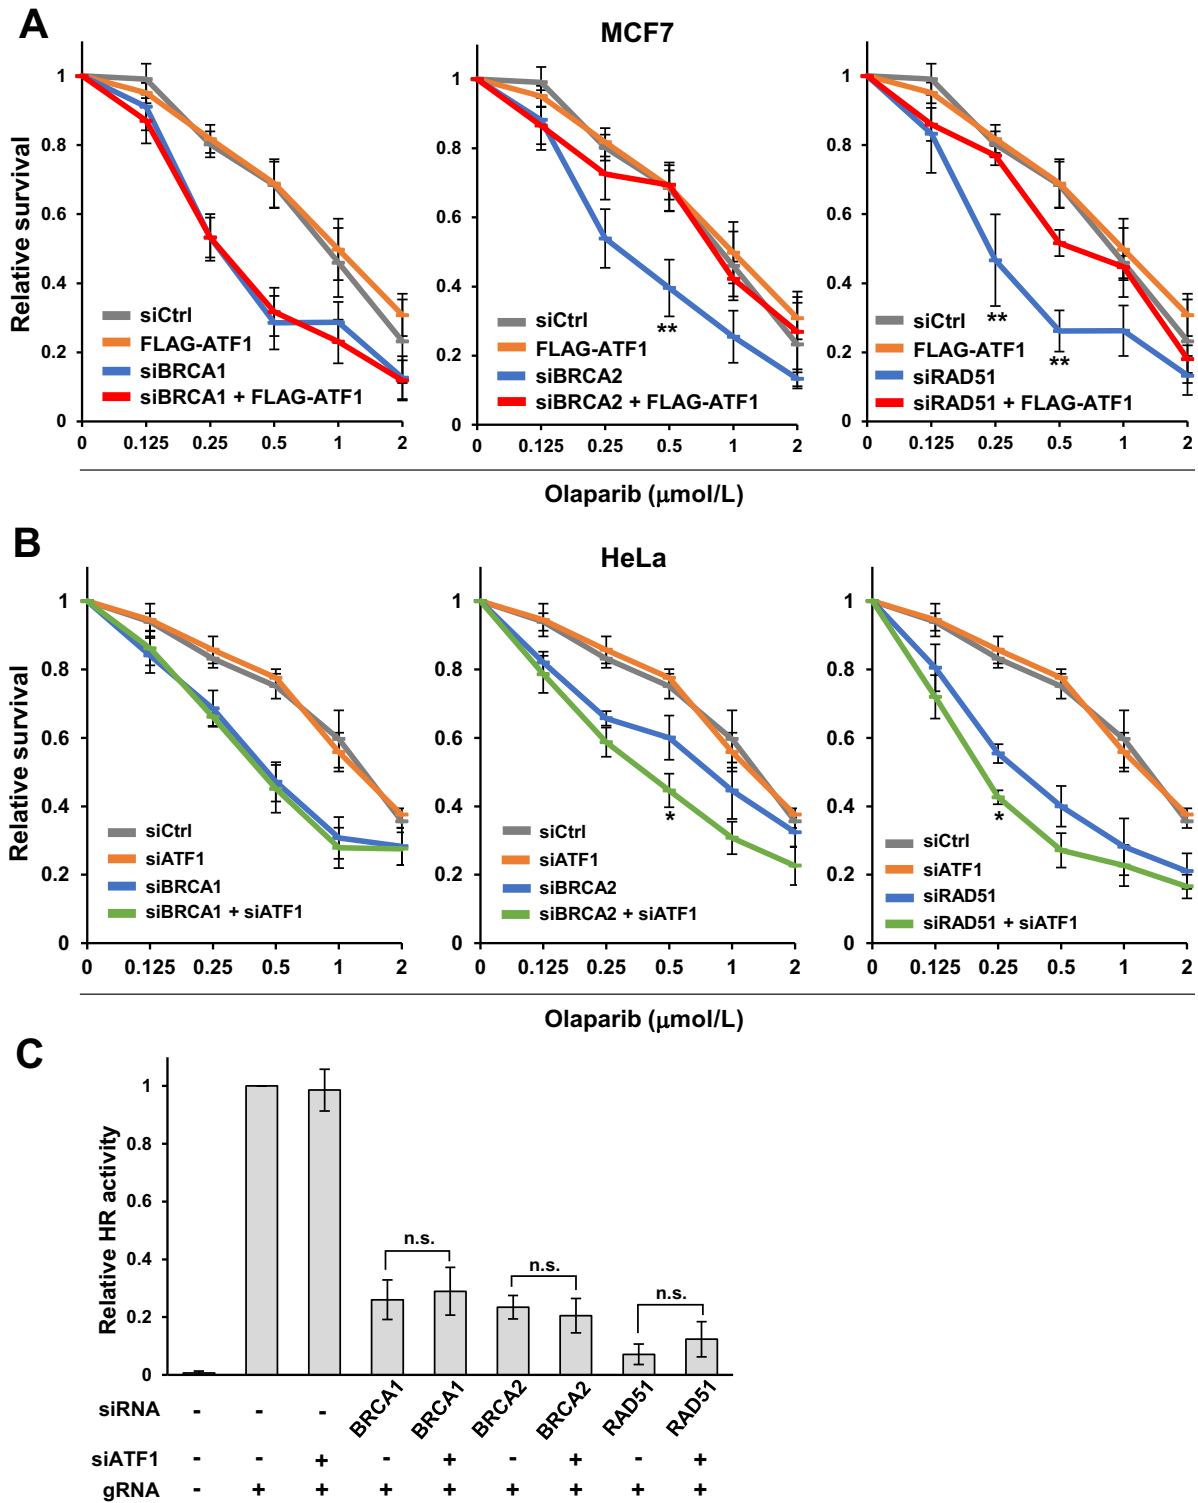 A
MCF7
Relative survival
1
0.8
0.6
0.4
0.2
0
siCtrl
FLAG-ATF1
siBRCA1
siBRCA1 + FLAG-ATF1
0 0.125 0.25 0.5 1 2
1
0.8
0.6
0.4
0.2
0
**
siCtrl
FLAG-ATF1
siBRCA2
siBRCA2 + FLAG-ATF1
0 0.125 0.25 0.5 1 2
1
0.8
0.6
0.4
0.2
0
**
**
siCtrl
FLAG-ATF1
siRAD51
siRAD51 + FLAG-ATF1
0 0.125 0.25 0.5 1 2
Olaparib (μmol/L)
B
HeLa
Relative survival
1
0.8
0.6
0.4
0.2
0
siCtrl
siATF1
siBRCA1
siBRCA1 + siATF1
0 0.125 0.25 0.5 1 2
1
0.8
0.6
0.4
0.2
0
*
siCtrl
siATF1
siBRCA2
siBRCA2 + siATF1
0 0.125 0.25 0.5 1 2
1
0.8
0.6
0.4
0.2
0
*
siCtrl
siATF1
siRAD51
siRAD51 + siATF1
0 0.125 0.25 0.5 1 2
Olaparib (μmol/L)
C
Relative HR activity
1
0.8
0.6
0.4
0.2
0
n.s.
n.s.
n.s.
siRNA - - - BRCA1 BRCA1 BRCA2 BRCA2 RAD51 RAD51
siATF1 - - + - + - + - +
gRNA - + + + + + + + +